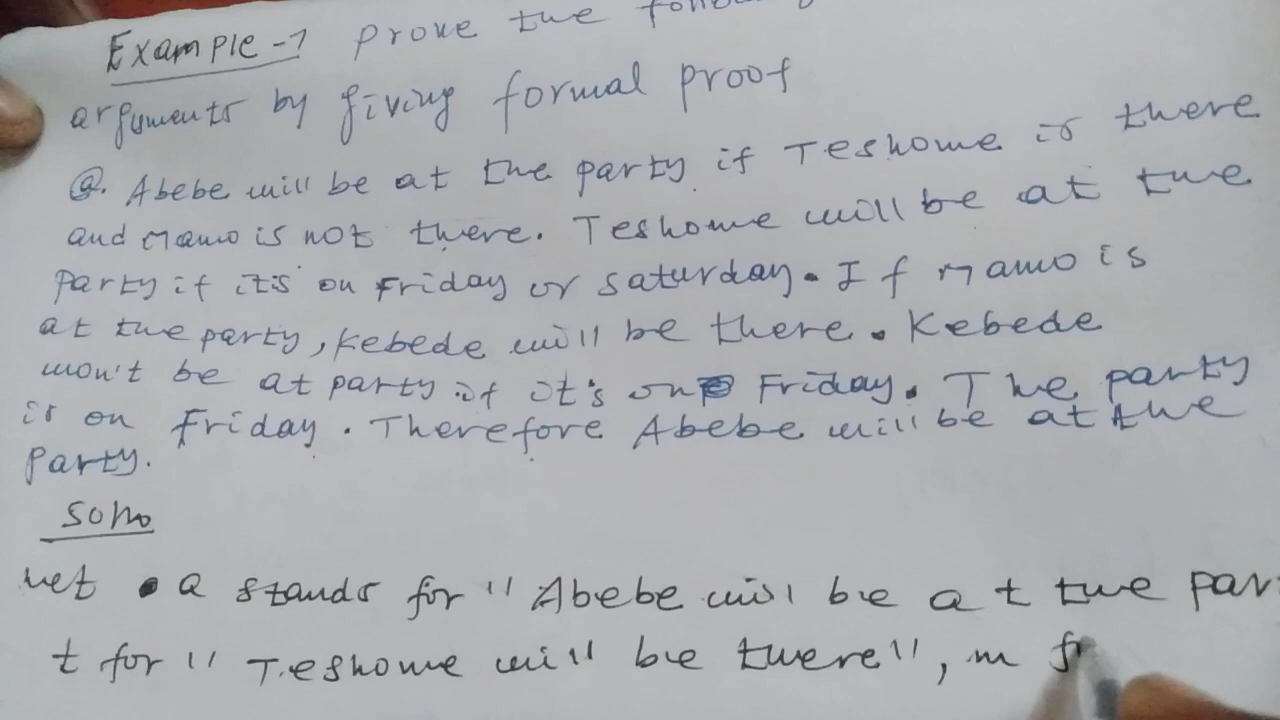 Example-1 prove the
arguments by giving formal proof
@. Abebe will be at the party if Teshome is there
and Mamo is not there. Teshome will be at the
party if it's on Friday or saturday. If Mamo is
at the party, Kebede will be there. Kebede
won't be at party if it's on Friday. The party
is on Friday. Therefore Abebe will be at the
Party.
Soln
Let a stands for "Abebe will be at the par
t for "Teshome will be there", m f